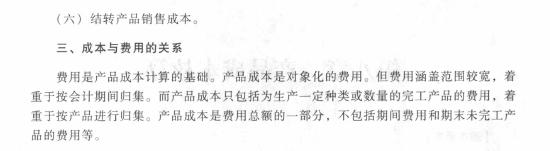 （六）结转产品销售成本。
三、成本与费用的关系
费用是产品成本计算的基础。产品成本是对象化的费用。但费用涵盖范围较宽，着
重于按会计期间归集。而产品成本只包括为生产一定种类或数量的完工产品的费用，着
重于按产品进行归集。产品成本是费用总额的一部分，不包括期间费用和期末未完工产
品的费用等。